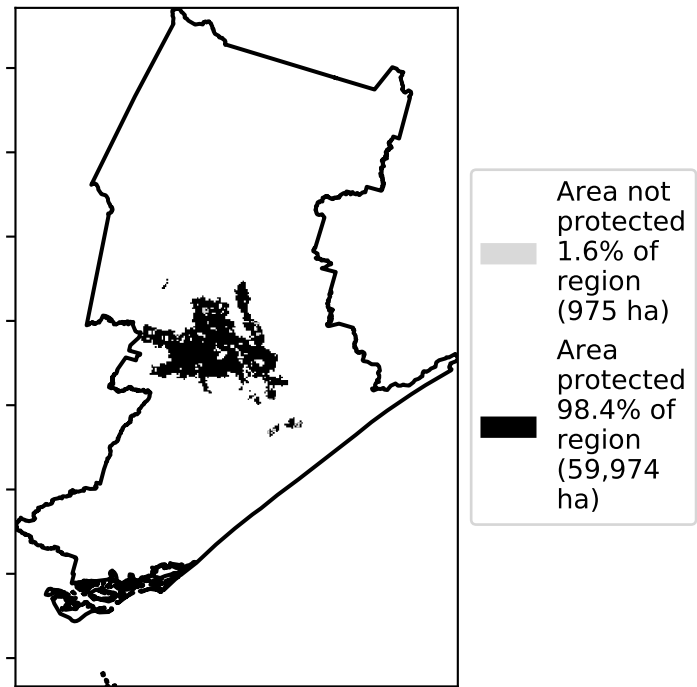 Area not
protected
1.6% of
region
(975 ha)
Area
protected
98.4% of
region
(59,974
ha)